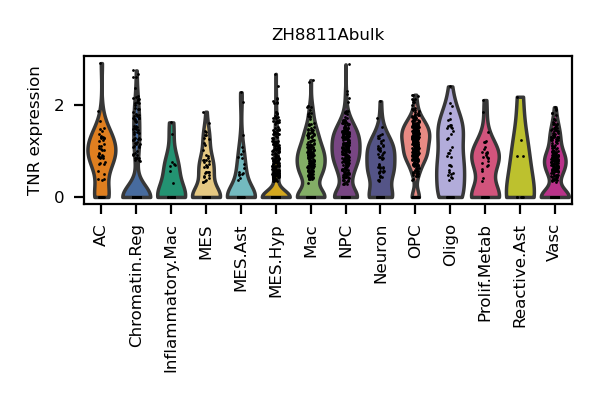 ZH8811Abulk
TNR expression
2
0
AC
Chromatin.Reg
Inflammatory.Mac
MES
MES.Ast
MES.Hyp
Mac
NPC
Neuron
OPC
Oligo
Prolif.Metab
Reactive.Ast
Vasc